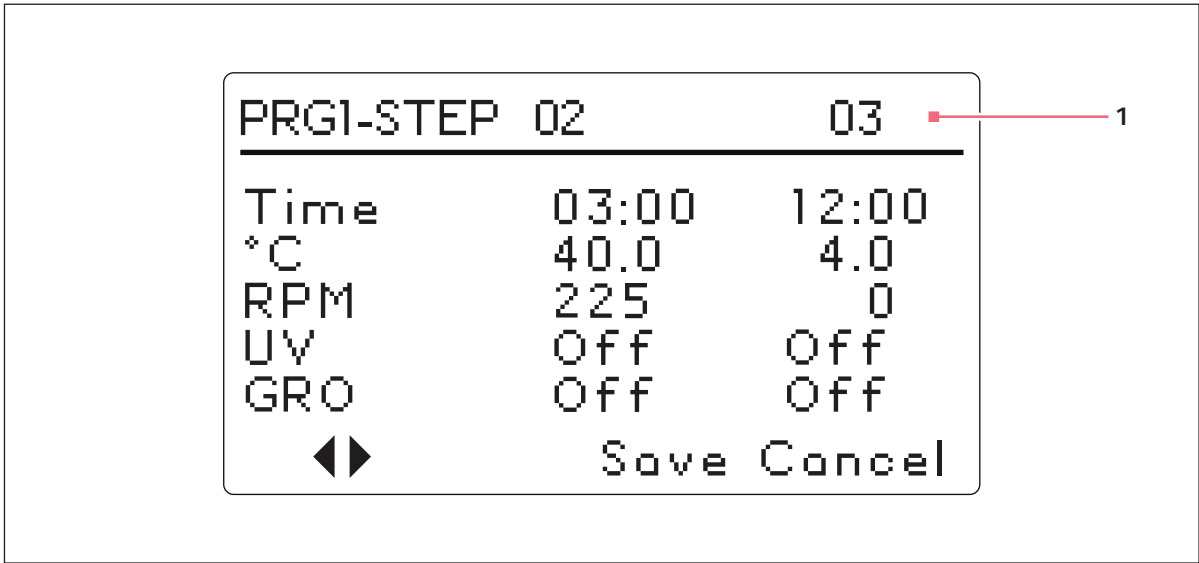 PRG1-STEP 02 03 1
Time 03:00 12:00
°C 40.0 4.0
RPM 225 0
UV Off Off
GRO Off Off
Save Cancel